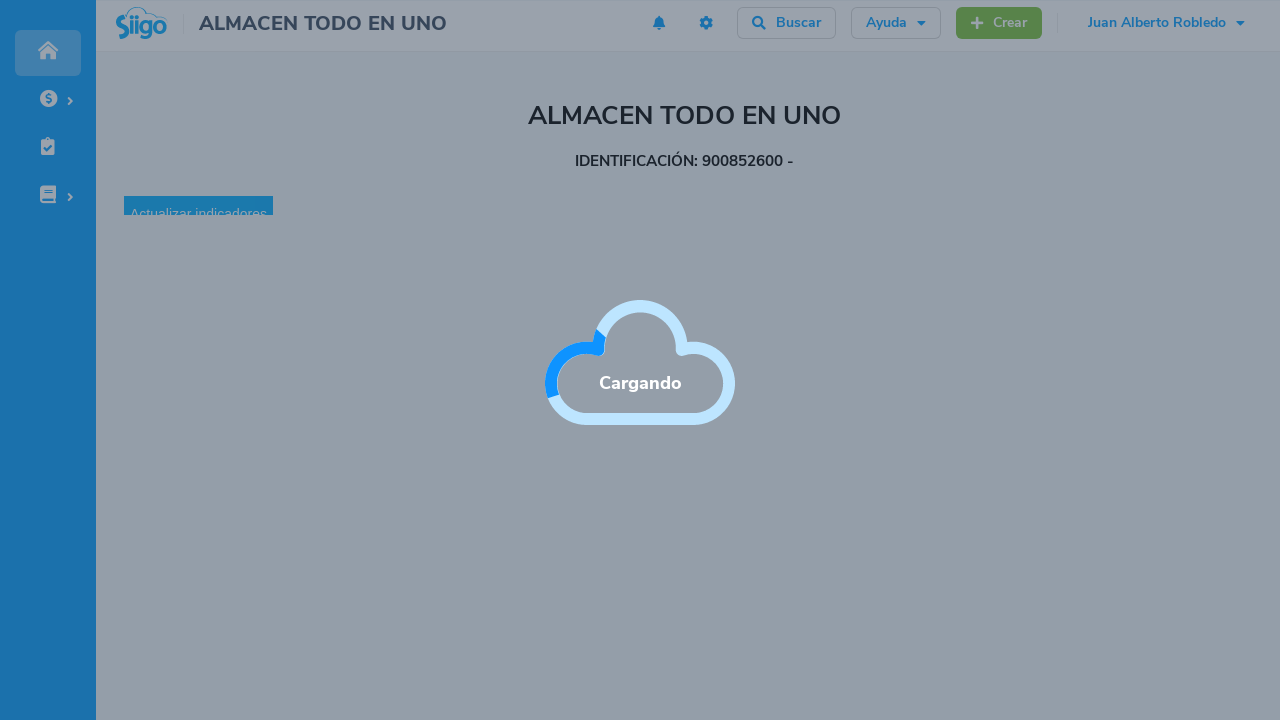 Siigo
ALMACEN TODO EN UNO
Buscar
Ayuda
Crear
Juan Alberto Robledo
ALMACEN TODO EN UNO
IDENTIFICACIÓN: 900852600 -
Actualizar indicadores
Cargando